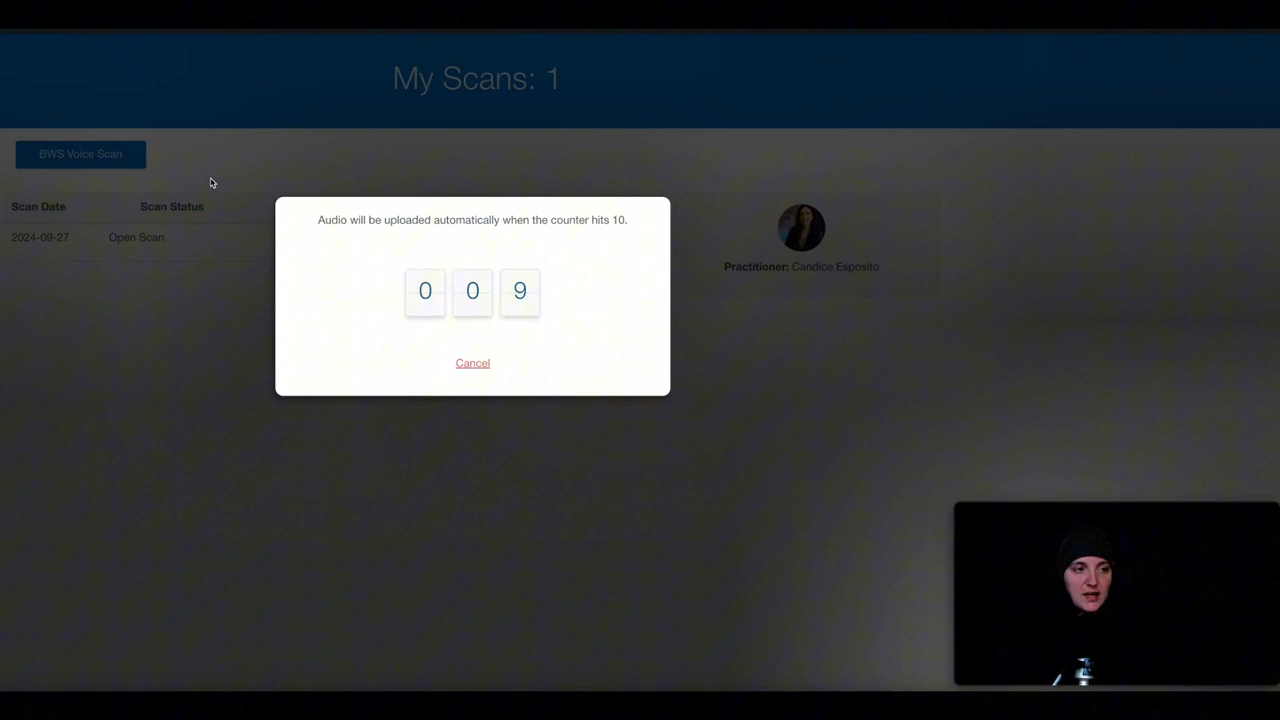 My Scans: 1
BWS Voice Scan
Scan Date Scan Status
2024-09-27 Open Scan
Audio will be uploaded automatically when the counter hits 10.
0 0 9
Cancel
Practitioner: Candice Esposito